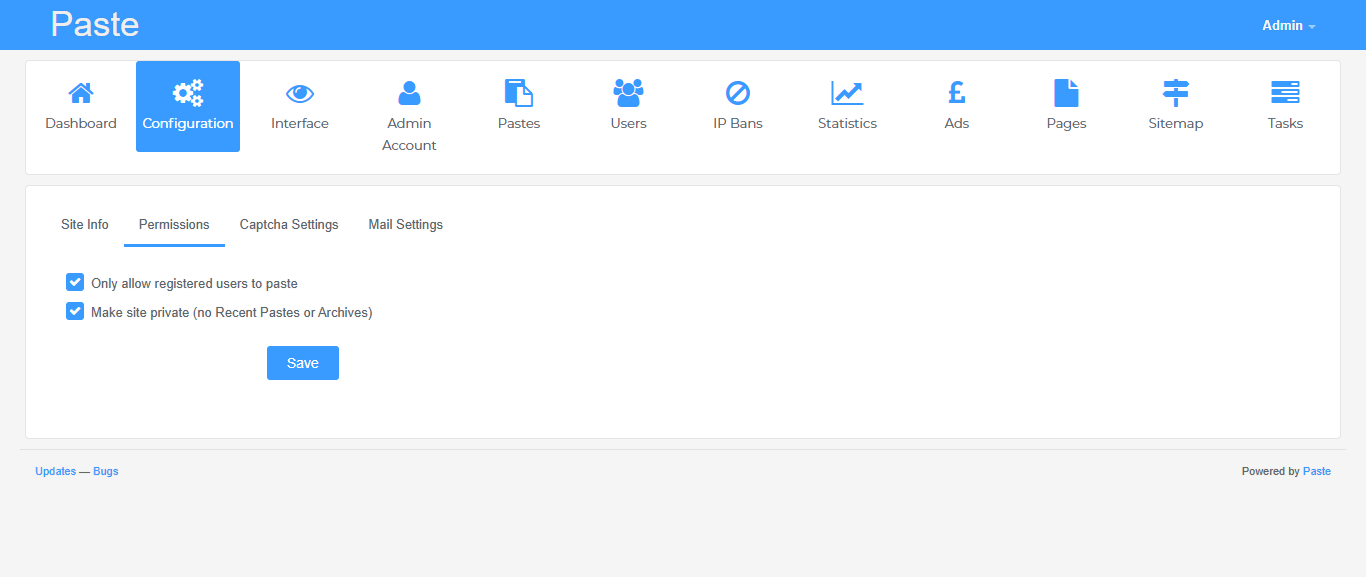 Paste
Admin
Dashboard
Configuration
Interface
Admin
Account
Pastes
Users
IP Bans
Statistics
Ads
Pages
Sitemap
Tasks
Site Info
Permissions
Captcha Settings
Mail Settings
Only allow registered users to paste
Make site private (no Recent Pastes or Archives)
Save
Updates — Bugs
Powered by Paste